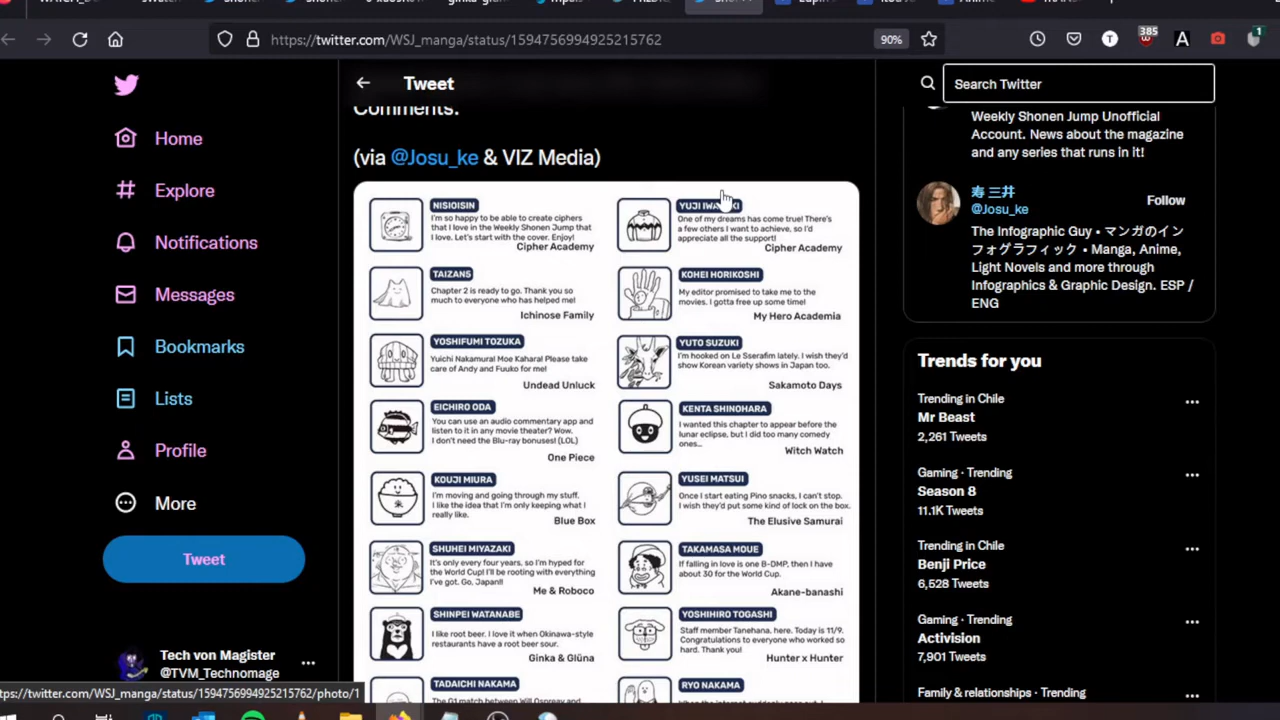 https://twitter.com/WSJ_manga/status/1594756994925215762
90%
385
T
A
1
Home
Explore
Notifications
Messages
Bookmarks
Lists
Profile
More
Tweet
Tech von Magister
@TVM_Technomage
Tweet
Comments.
(via @Josu_ke & VIZ Media)
NISIOISIN
I'm so happy to be able to create ciphers
that I love in the Weekly Shonen Jump that
I love. Let's start with the cover. Enjoy!
Cipher Academy
YUJI
One of my dreams has come true! There's
a few others I want to achieve, so I'd
appreciate all the support!
Cipher Academy
TAIZAN5
Chapter 2 is ready to go. Thank you so
much to everyone who has helped me!
Ichinose Family
KOHEI HORIKOSHI
My editor promised to take me to the
movies. I gotta free up some time!
My Hero Academia
YOSHIFUMI TOZUKA
Yuichi Nakamura! Moe Kahara! Please take
care of Andy and Fuuko for me!
Undead Unluck
YUTO SUZUKI
I'm hooked on Le Sserafim lately. I wish they'd
show Korean variety shows in Japan too.
Sakamoto Days
EIICHIRO ODA
You can use an audio commentary app and
listen to it in any movie theater? Wow.
I don't need the Blu-ray bonuses! (LOL)
One Piece
KENTA SHINOHARA
I wanted this chapter to appear before the
lunar eclipse, but I did too many comedy
ones...
Witch Watch
KOUJI MIURA
I'm moving and going through my stuff.
I like the idea that I'm only keeping what I
really like.
Blue Box
YUSEI MATSUI
Once I start eating Pino snacks, I can't stop.
I wish they'd put some kind of lock on the box.
The Elusive Samurai
SHUHEI MIYAZAKI
It's only every four years, so I'm hyped for
the World Cup! I'll be rooting with everything
I've got. Go, Japan!!
Me & Roboco
TAKAMASA MOUE
If falling in love is one B-DMP, then I have
about 30 for the World Cup.
Akane-banashi
SHINPEI WATANABE
I like root beer. I love it when Okinawa-style
restaurants have a root beer sour.
Ginka & Glüna
YOSHIHIRO TOGASHI
Staff member Tanehana, here. Today is 11/9.
Congratulations to everyone who worked so
hard. Thank you!
Hunter x Hunter
TADAICHI NAKAMA
The G1 match between Will Ospreay and
RYO NAKAMA
When the internet suddenly
Search Twitter
Weekly Shonen Jump Unofficial
Account. News about the magazine
and any series that runs in it!
寿 三井
@Josu_ke
Follow
The Infographic Guy • マンガのイン
フォグラフィック • Manga, Anime,
Light Novels and more through
Infographics & Graphic Design. ESP /
ENG
Trends for you
Trending in Chile
Mr Beast
2,261 Tweets
Gaming · Trending
Season 8
11.1K Tweets
Trending in Chile
Benji Price
6,528 Tweets
Gaming · Trending
Activision
7,901 Tweets
Family & relationships · Trending
tps://twitter.com/WSJ_manga/status/1594756994925215762/photo/1